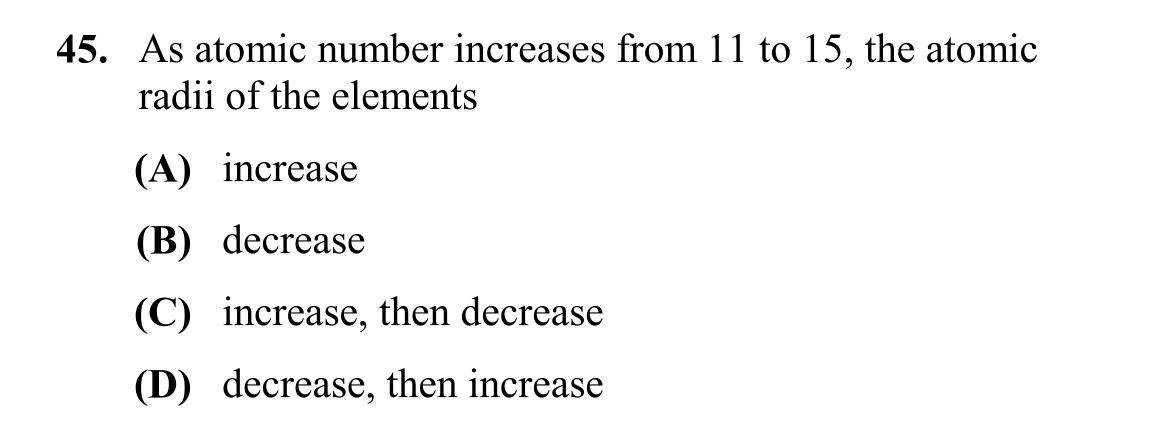 45. As atomic number increases from 11 to 15, the atomic
radii of the elements
(A) increase
(B) decrease
(C) increase, then decrease
(D) decrease, then increase